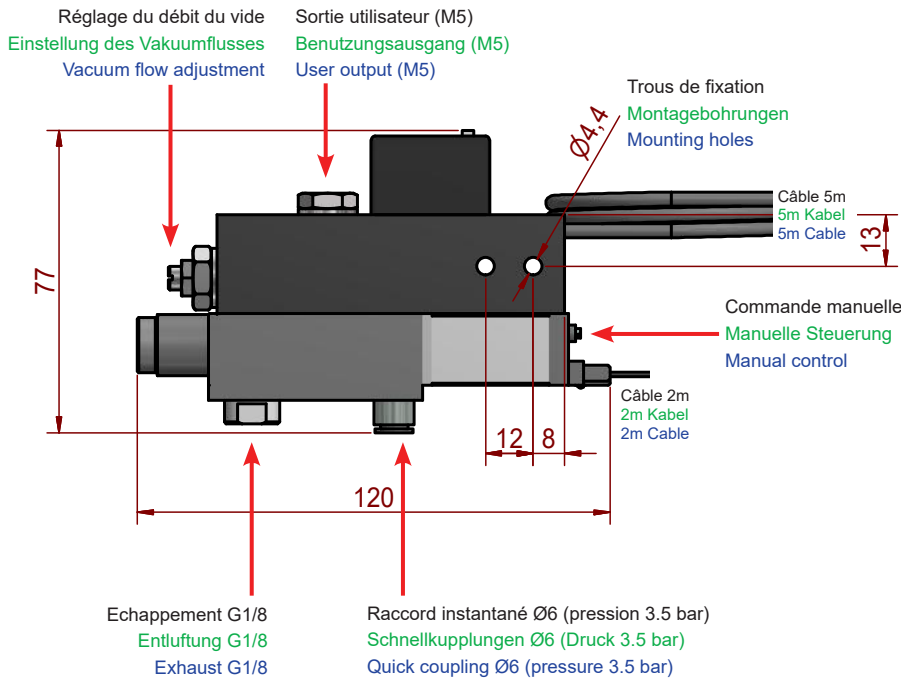 Réglage du débit du vide
Einstellung des Vakuumflusses
Vacuum flow adjustment
Sortie utilisateur (M5)
Benutzungsausgang (M5)
User output (M5)
Trous de fixation
Montagebohrungen
Mounting holes
Ø4,4
Câble 5m
5m Kabel
5m Cable
13
77
Commande manuelle
Manuelle Steuerung
Manual control
Câble 2m
2m Kabel
2m Cable
12
8
120
Echappement G1/8
Entluftung G1/8
Exhaust G1/8
Raccord instantané Ø6 (pression 3.5 bar)
Schnellkupplungen Ø6 (Druck 3.5 bar)
Quick coupling Ø6 (pressure 3.5 bar)